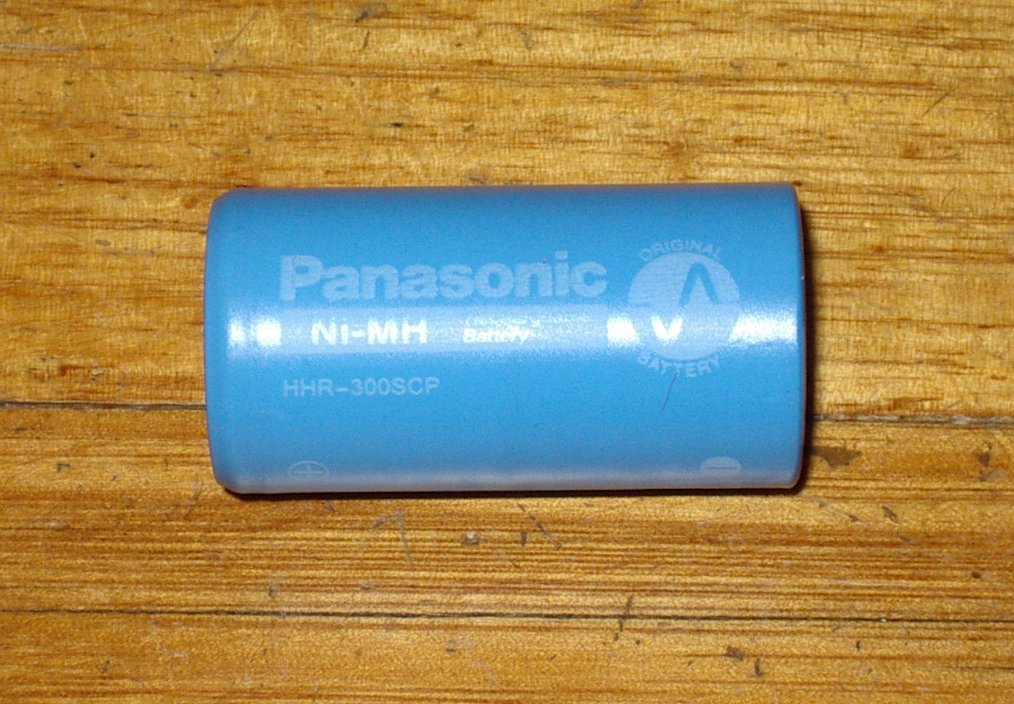 Panasonic
Ni-MH
Battery
HHR-300SCP
ORIGINAL
BATTERY